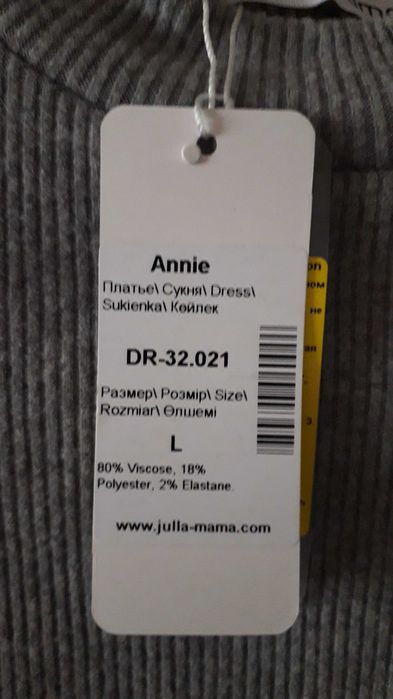 Annie
Платье\ Сукня\ Dress\
Sukienka\ Көйлек
DR-32.021
Размер\ Розмір\ Size\
Rozmiar\ Өлшемі
L
80% Viscose, 18%
Polyester, 2% Elastane.
www.julla-mama.com
не